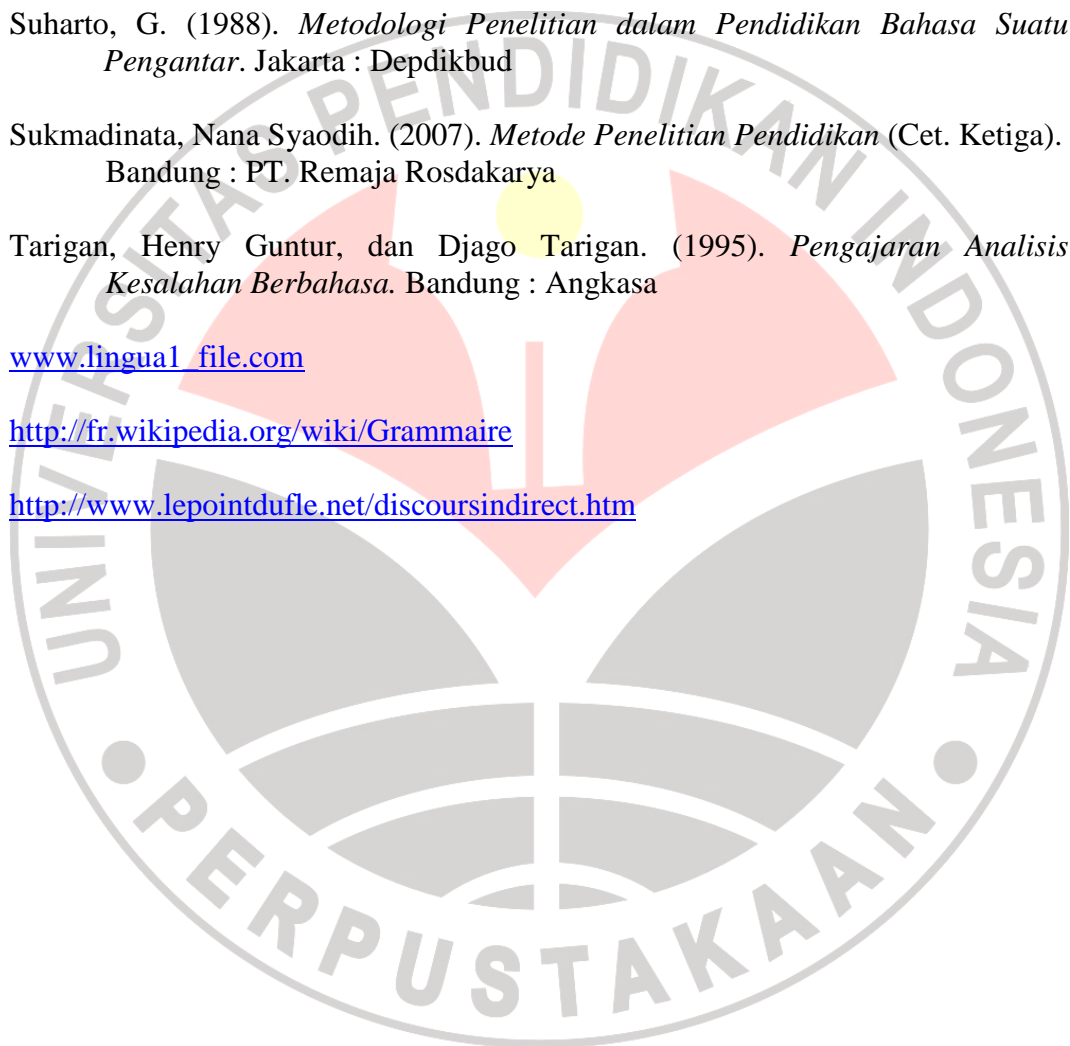 Suharto, G. (1988). Metodologi Penelitian dalam Pendidikan Bahasa Suatu
Pengantar. Jakarta : Depdikbud
Sukmadinata, Nana Syaodih. (2007). Metode Penelitian Pendidikan (Cet. Ketiga).
Bandung : PT. Remaja Rosdakarya
Tarigan, Henry Guntur, dan Djago Tarigan. (1995). Pengajaran Analisis
Kesalahan Berbahasa. Bandung : Angkasa
www.lingua1_file.com
http://fr.wikipedia.org/wiki/Grammaire
http://www.lepointdufle.net/discoursindirect.htm
UNIVERSITAS PENDIDIKAN INDONESIA
PERPUSTAKAAN